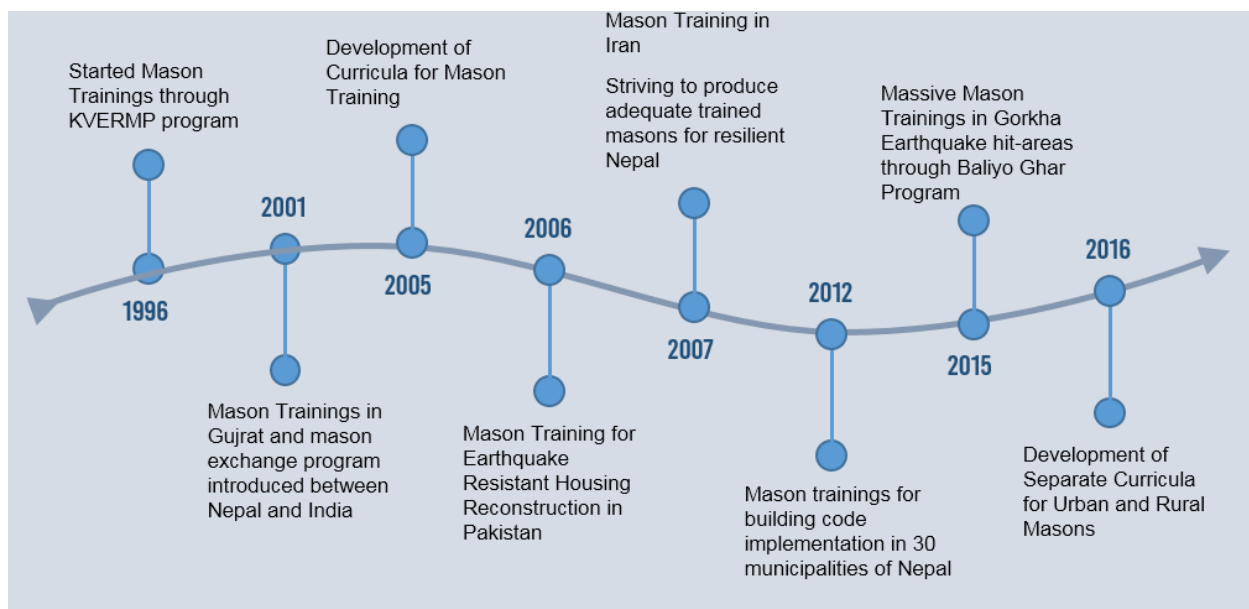 Started Mason
Trainings through
KVERMP program
1996
2001
Mason Trainings in
Gujrat and mason
exchange program
introduced between
Nepal and India
Development of
Curricula for Mason
Training
2005
2006
Mason Training for
Earthquake
Resistant Housing
Reconstruction in
Pakistan
Mason Training in
Iran
Striving to produce
adequate trained
masons for resilient
Nepal
2007
2012
Mason trainings for
building code
implementation in 30
municipalities of Nepal
Massive Mason
Trainings in Gorkha
Earthquake hit-areas
through Baliyo Ghar
Program
2015
2016
Development of
Separate Curricula
for Urban and Rural
Masons